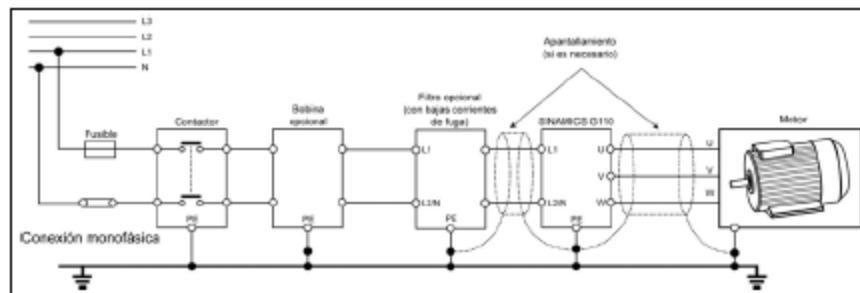 L3
L2
L1
N
Apantallamiento
(si es necesario)
Filtro opcional
(con bajas corrientes
de fuga)
Bobina
opcional
Fusible
Contactor
SINAMICS G110
Motor
L1
L1
U
U
V
V
W
L2/N
L2/N
W
PE
PE
PE
PE
Conexión monofásica